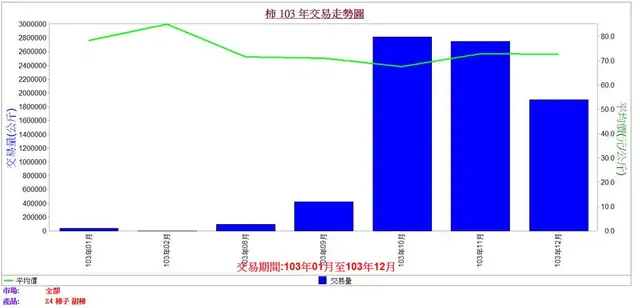 柿 103 年交易走勢圖
3000000
2800000
2600000
2400000
2200000
2000000
1800000
1600000
1400000
1200000
1000000
800000
600000
400000
200000
0
交易量(公斤)
80.0
70.0
60.0
50.0
40.0
30.0
20.0
10.0
0.0
平均價(元/公斤)
103年01月
103年02月
103年08月
103年09月
103年10月
103年11月
103年12月
交易期間:103年01月至103年12月
平均價
交易量
市場: 全部
產品: Z4 柿子 甜柿